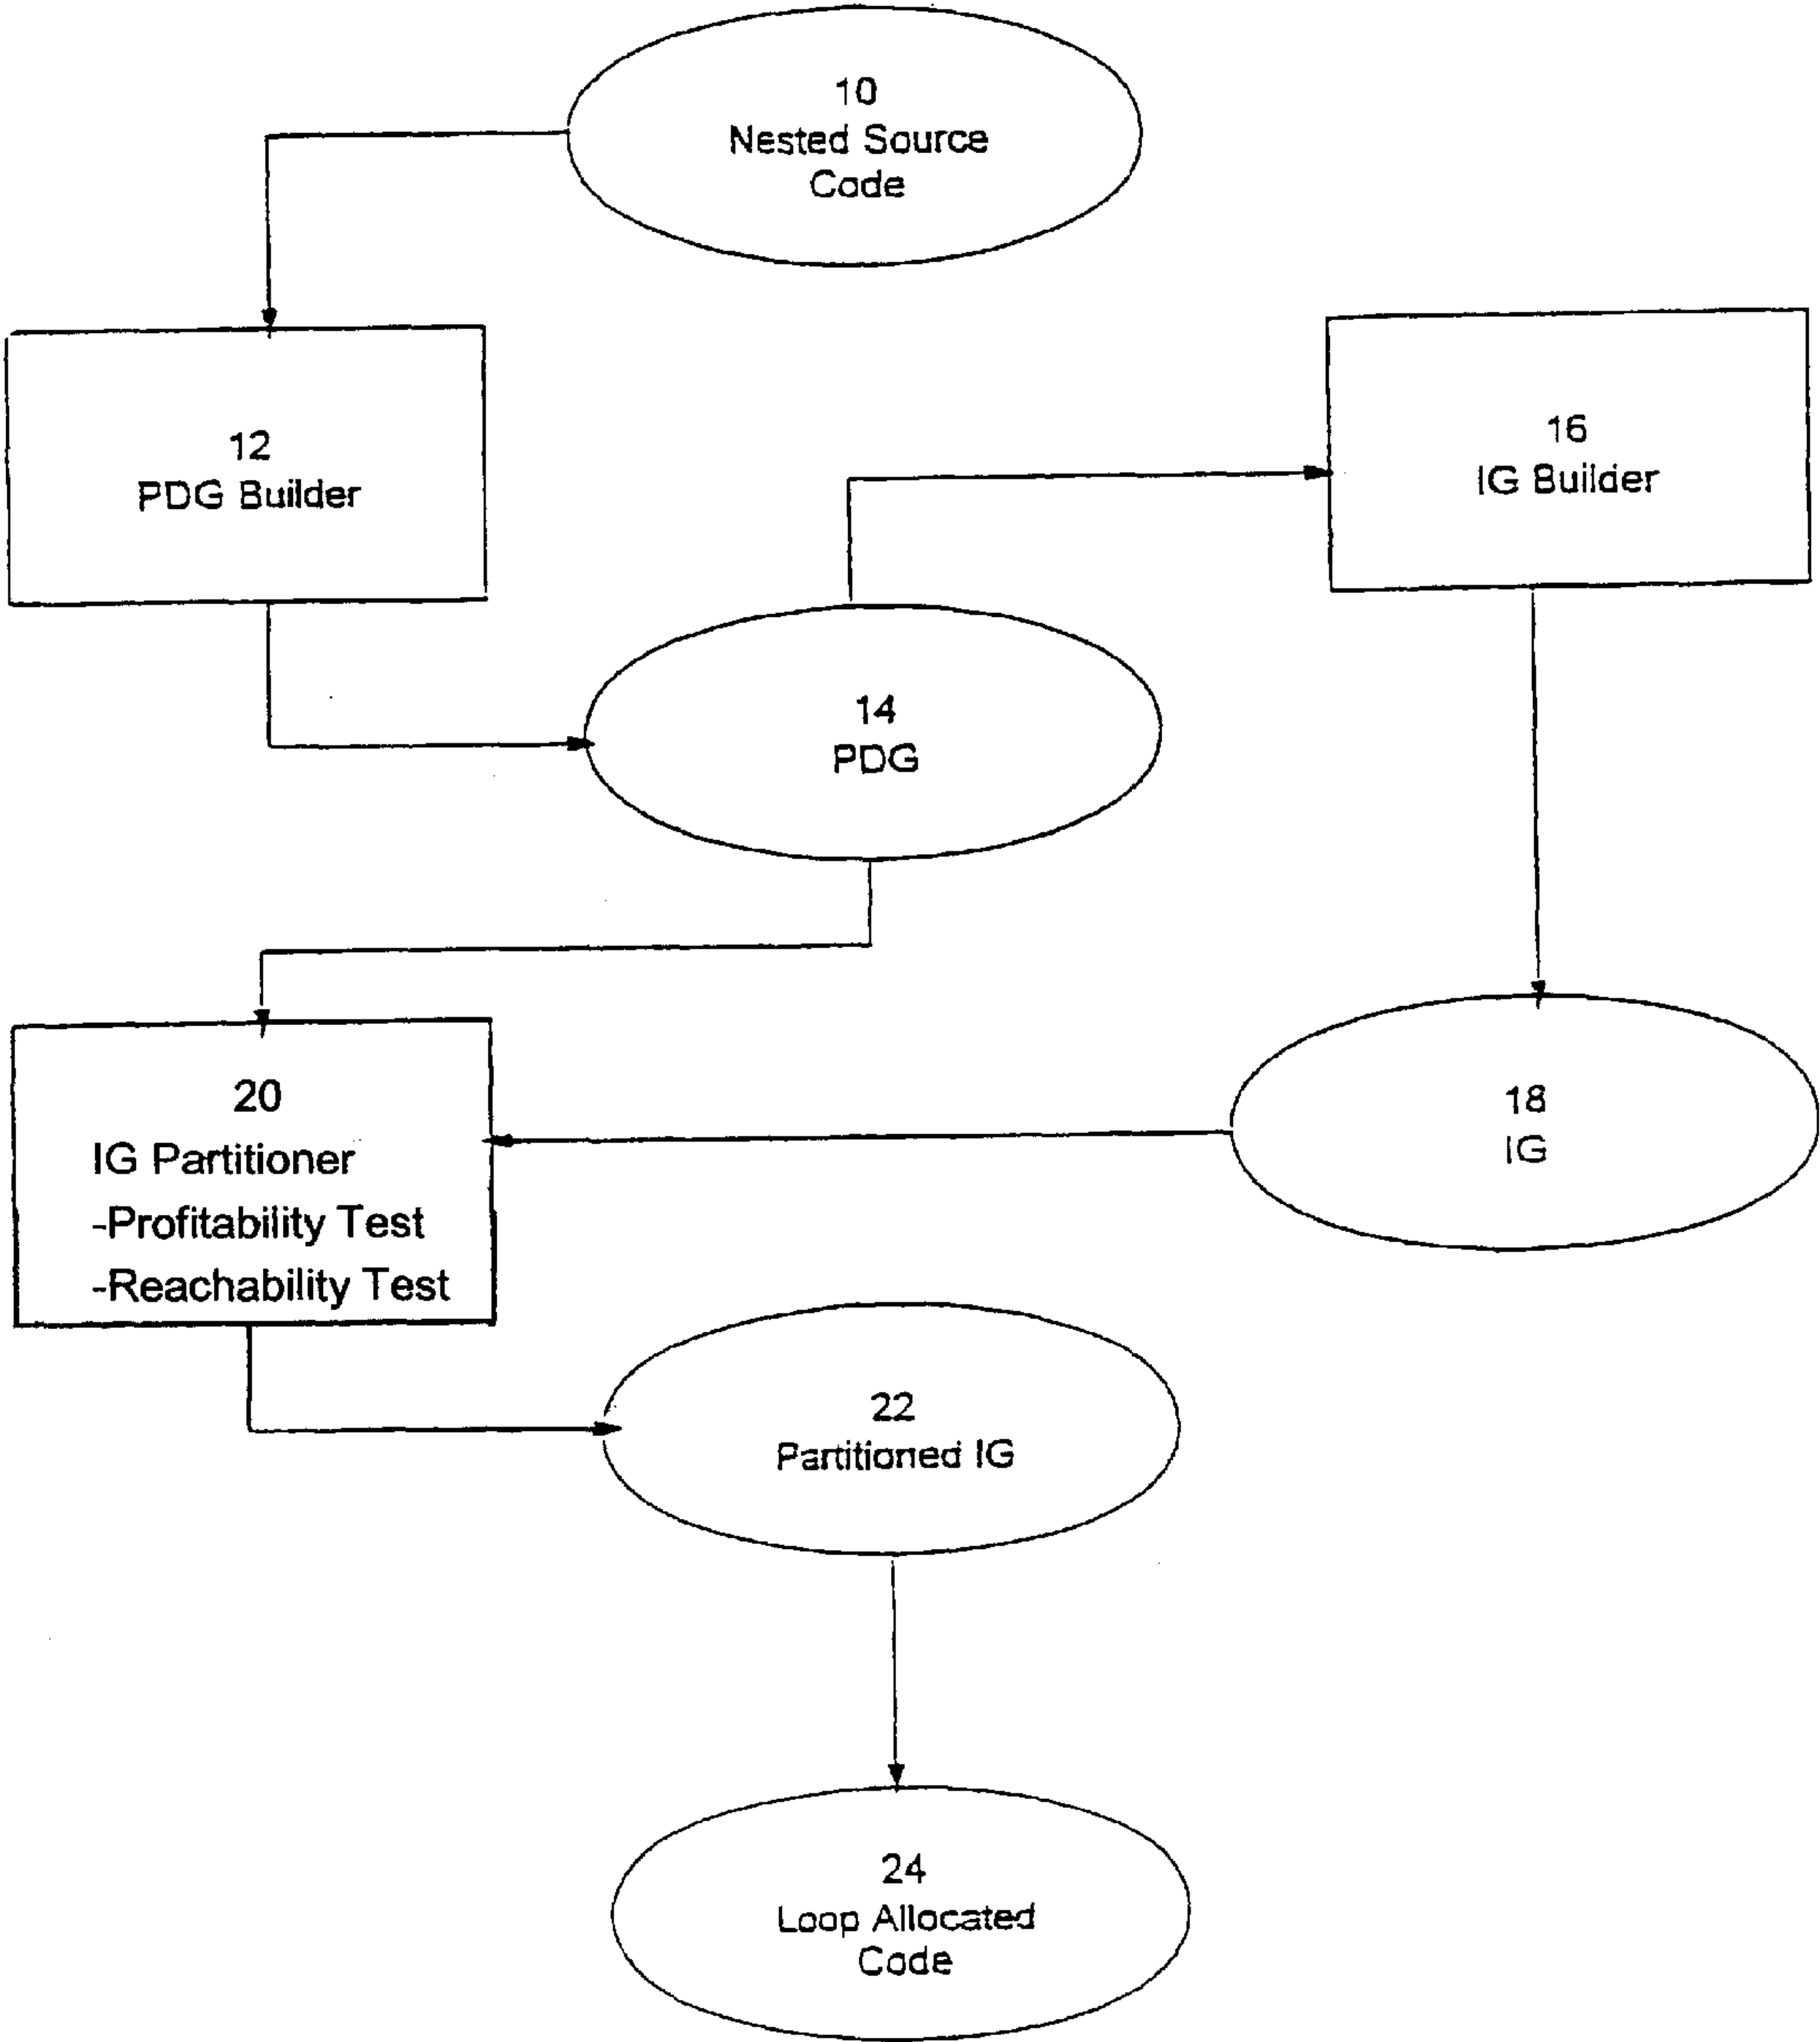 10
Nested Source
Code
12
PDG Builder
16
IG Builder
14
PDG
20
IG Partitioner
-Profitability Test
-Reachability Test
18
IG
22
Partitioned IG
24
Loop Allocated
Code